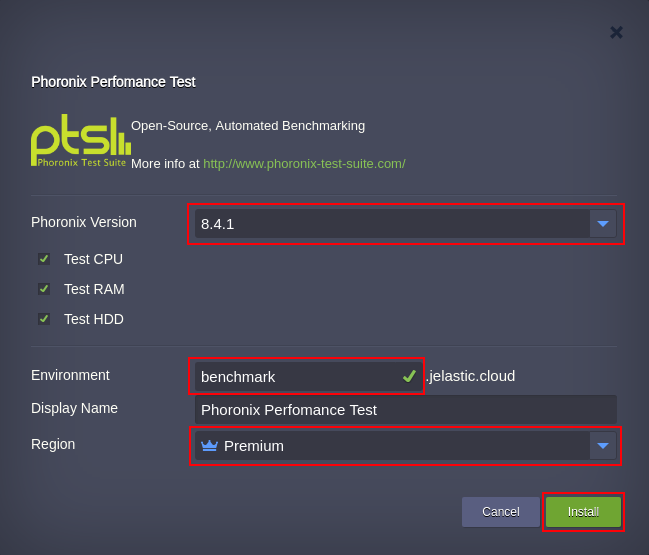 Phoronix Perfomance Test
ptsli
Phoronix Test Suite
Open-Source, Automated Benchmarking
More info at http://www.phoronix-test-suite.com/
Phoronix Version 8.4.1
Test CPU
Test RAM
Test HDD
Environment benchmark .jelastic.cloud
Display Name Phoronix Perfomance Test
Region Premium
Cancel Install